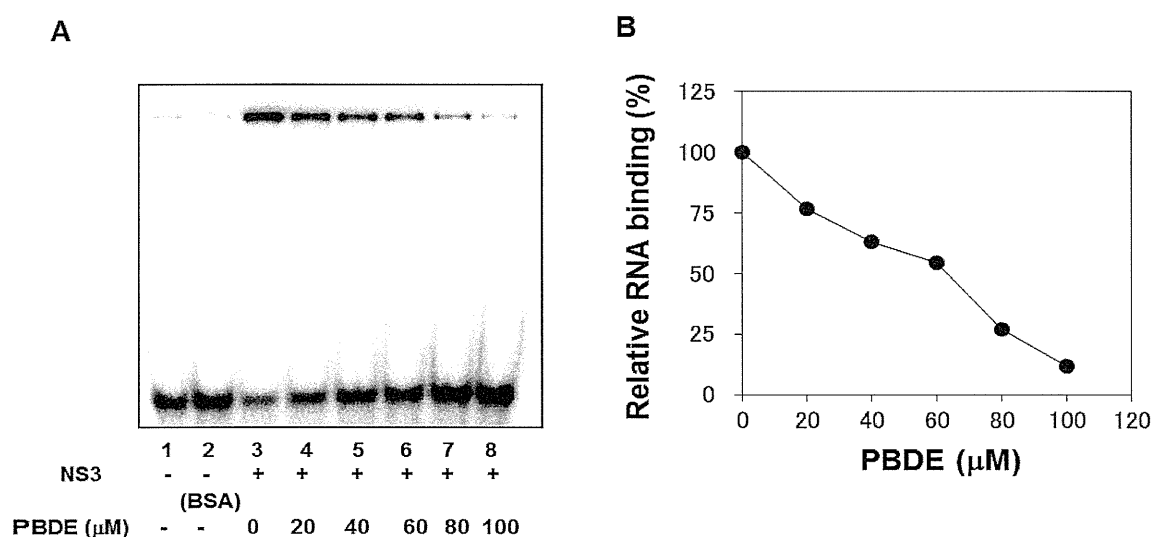 A
1 2 3 4 5 6 7 8
NS3 - - + + + + + +
(BSA)
PBDE (µM) - - 0 20 40 60 80 100
B
Relative RNA binding (%)
125
100
75
50
25
0
0 20 40 60 80 100 120
PBDE (µM)